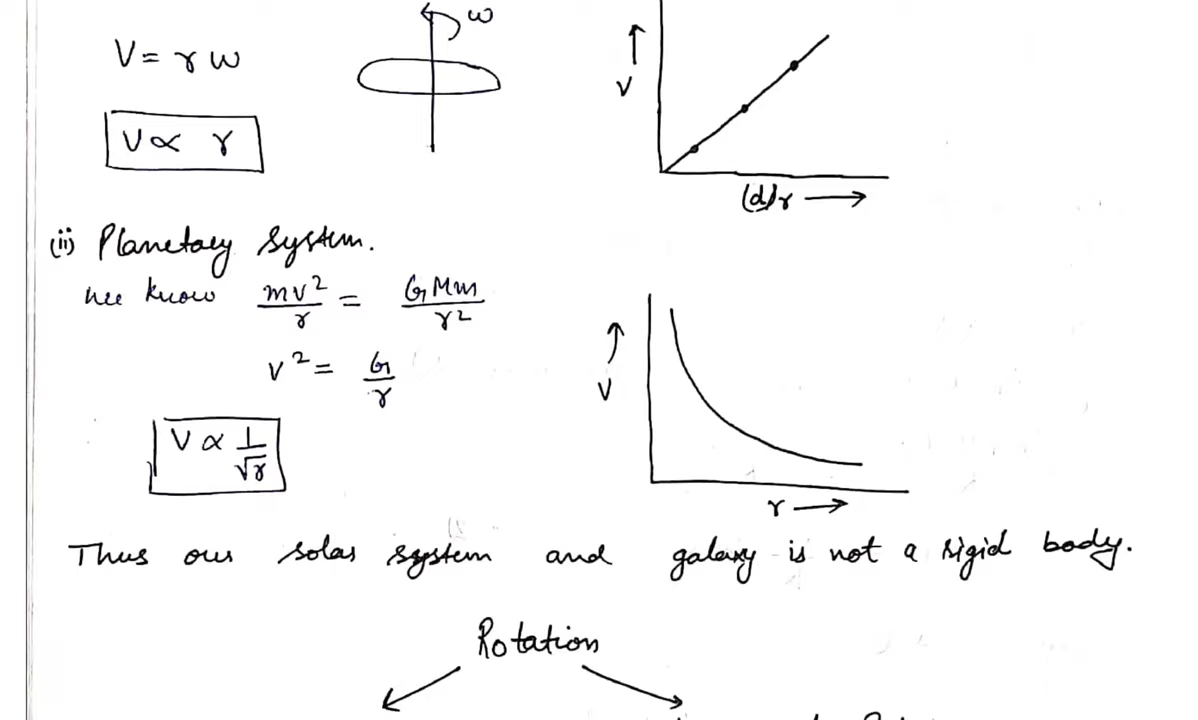 ω
V = r ω
V
V ∝ r
(d) r →
(ii) Planetary System.
we know mv²/r = GMm/r²
V² = G/r
V
V ∝ 1/√r
r →
Thus our solar system and galaxy is not a rigid body.
Rotation